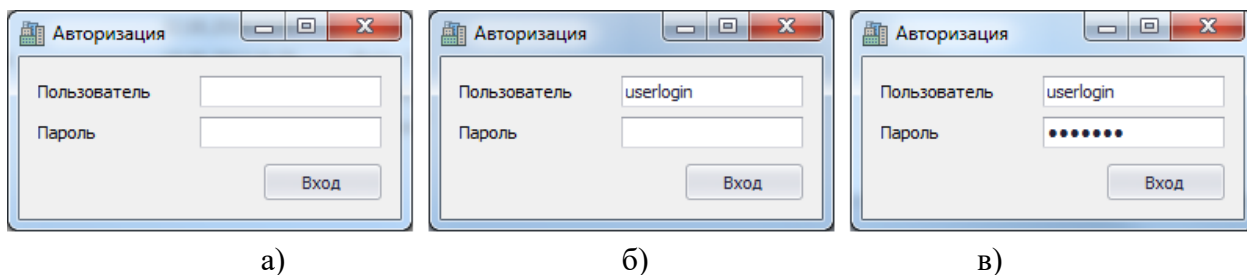 Авторизация
Пользователь
Пароль
Вход
а)
Авторизация
Пользователь userlogin
Пароль
Вход
б)
Авторизация
Пользователь userlogin
Пароль •••••••
Вход
в)